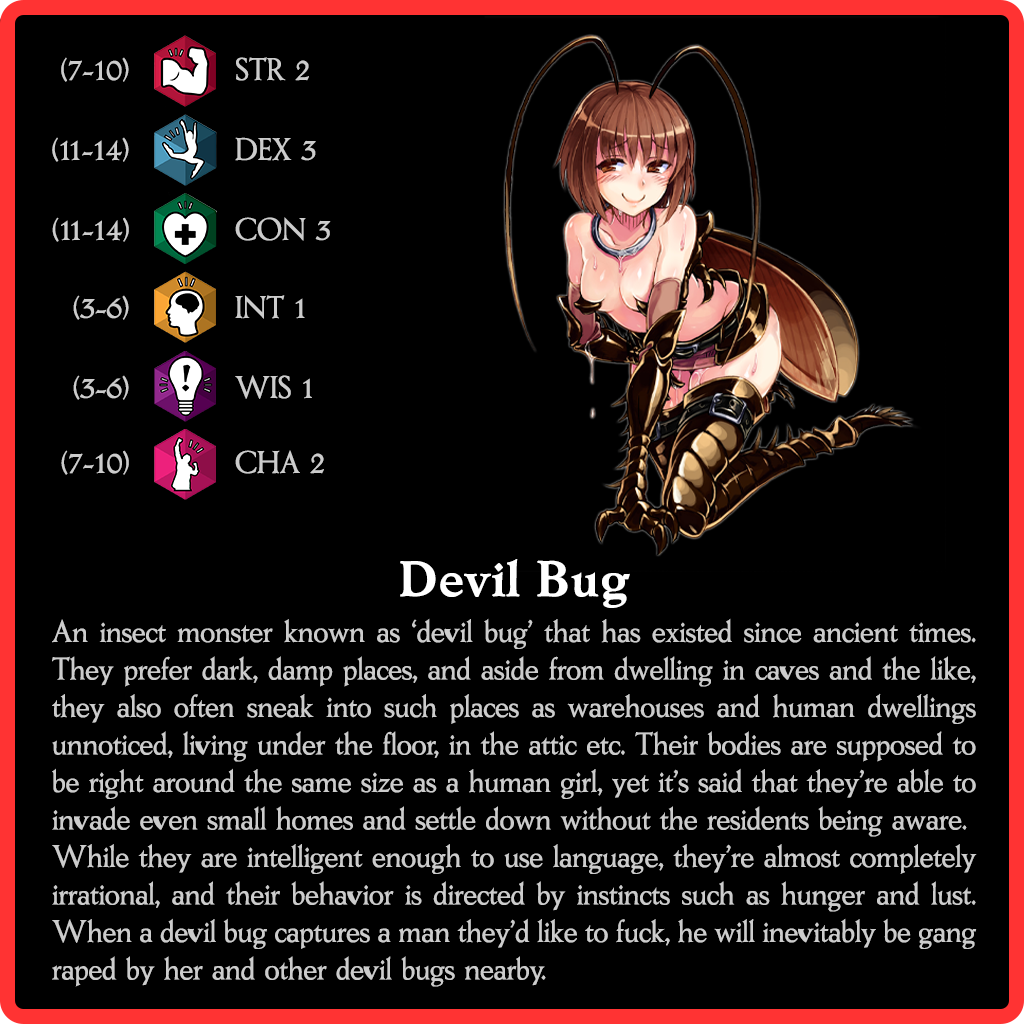 (7-10) STR 2
(11-14) DEX 3
(11-14) CON 3
(3-6) INT 1
(3-6) WIS 1
(7-10) CHA 2
Devil Bug
An insect monster known as ‘devil bug’ that has existed since ancient times.
They prefer dark, damp places, and aside from dwelling in caves and the like,
they also often sneak into such places as warehouses and human dwellings
unnoticed, living under the floor, in the attic etc. Their bodies are supposed to
be right around the same size as a human girl, yet it’s said that they’re able to
invade even small homes and settle down without the residents being aware.
While they are intelligent enough to use language, they’re almost completely
irrational, and their behavior is directed by instincts such as hunger and lust.
When a devil bug captures a man they’d like to fuck, he will inevitably be gang
raped by her and other devil bugs nearby.